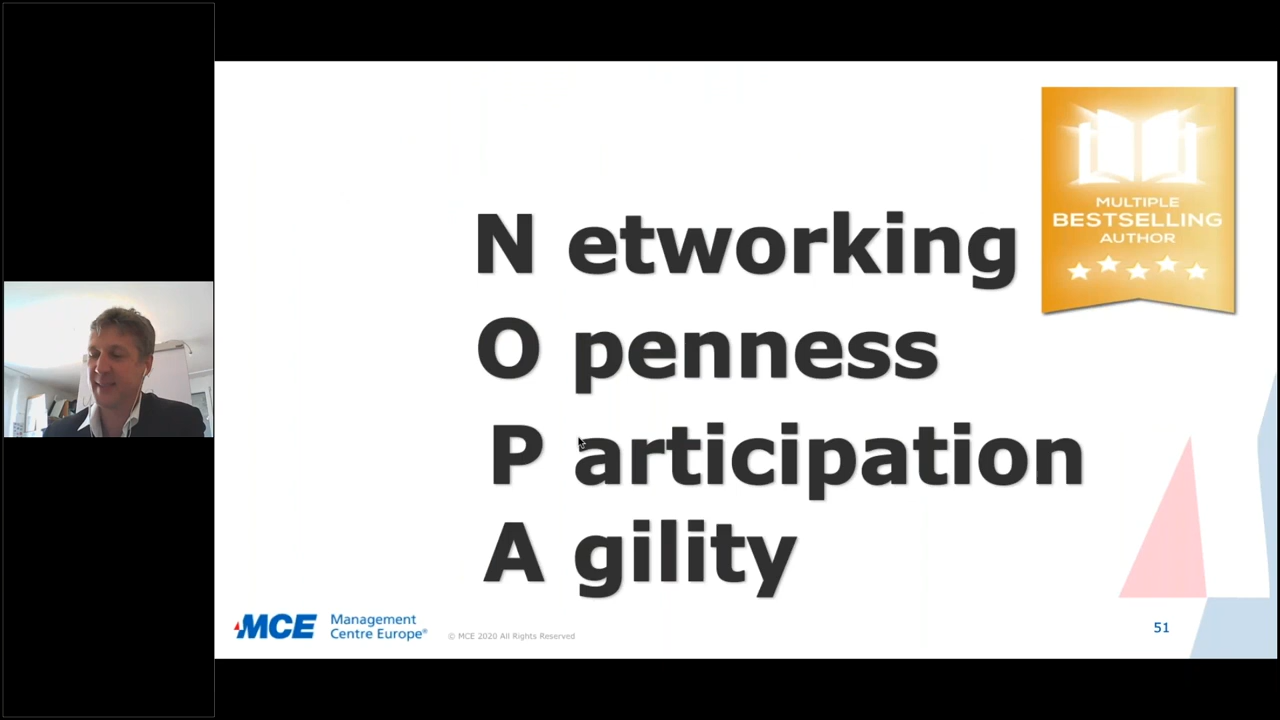 MULTIPLE
BESTSELLING
AUTHOR
N etworking
O penness
P articipation
A gility
MCE Management
Centre Europe®
© MCE 2020 All Rights Reserved
51